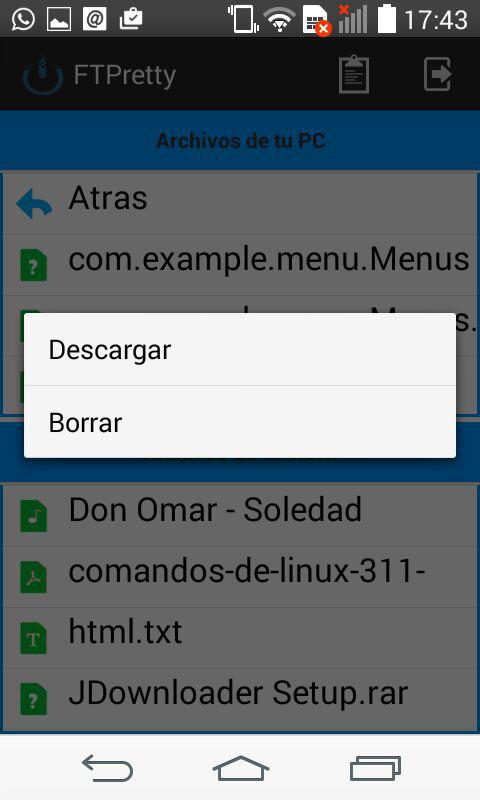 17:43
FTPretty
Archivos de tu PC
Atras
com.example.menu.Menus
Descargar
Borrar
Don Omar - Soledad
comandos-de-linux-311-
html.txt
JDownloader Setup.rar